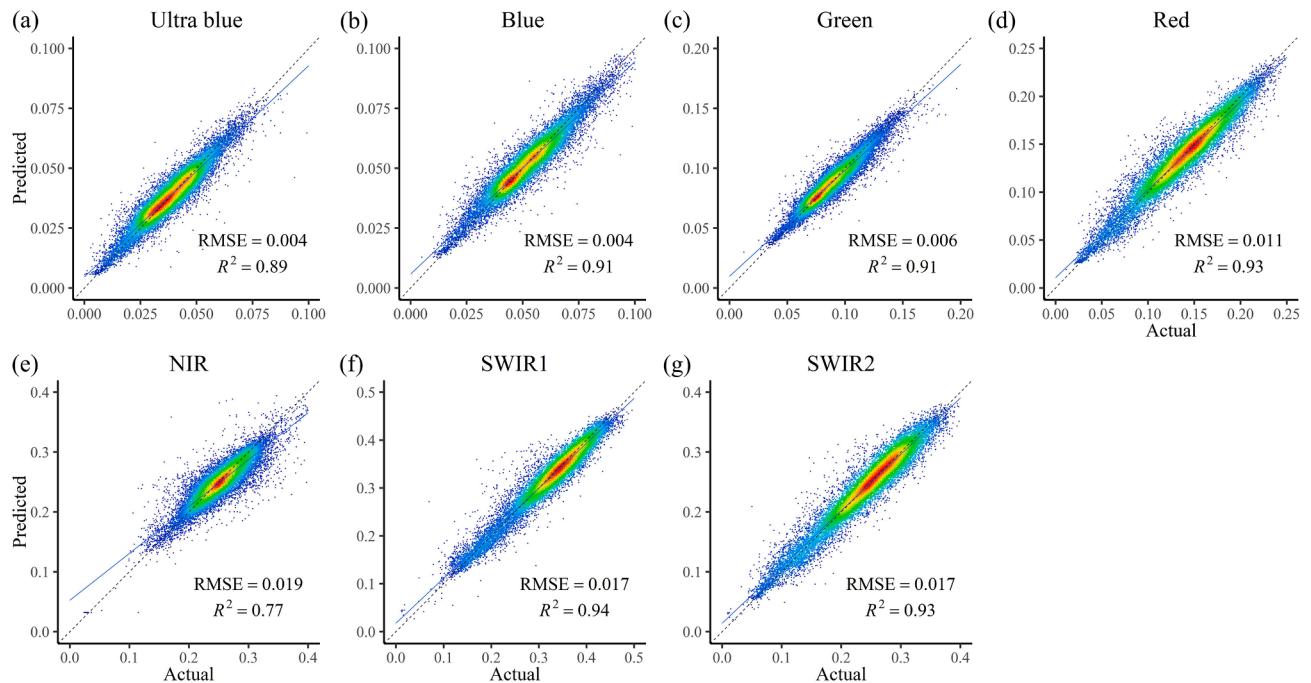 (a) Ultra blue
0.100
0.075
0.050
0.025
0.000
Predicted
RMSE = 0.004
R² = 0.89
0.000 0.025 0.050 0.075 0.100
(b) Blue
0.100
0.075
0.050
0.025
0.000
RMSE = 0.004
R² = 0.91
0.000 0.025 0.050 0.075 0.100
(c) Green
0.20
0.15
0.10
0.05
0.00
RMSE = 0.006
R² = 0.91
0.00 0.05 0.10 0.15 0.20
(d) Red
0.25
0.20
0.15
0.10
0.05
0.00
RMSE = 0.011
R² = 0.93
0.00 0.05 0.10 0.15 0.20 0.25
Actual
(e) NIR
0.4
0.3
0.2
0.1
0.0
Predicted
RMSE = 0.019
R² = 0.77
0.0 0.1 0.2 0.3 0.4
Actual
(f) SWIR1
0.5
0.4
0.3
0.2
0.1
0.0
RMSE = 0.017
R² = 0.94
0.0 0.1 0.2 0.3 0.4 0.5
Actual
(g) SWIR2
0.4
0.3
0.2
0.1
0.0
RMSE = 0.017
R² = 0.93
0.0 0.1 0.2 0.3 0.4
Actual